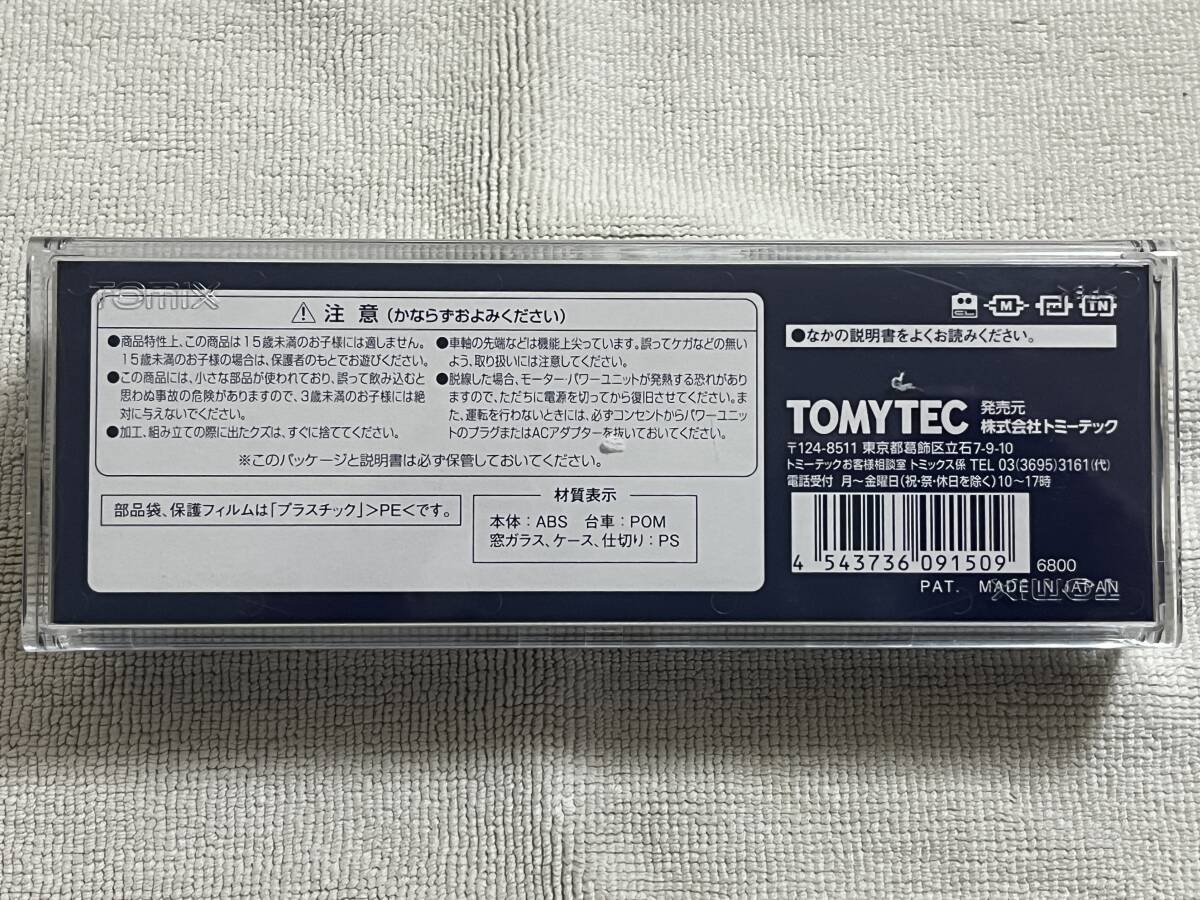 TOMIX
⚠ 注意 (かならずおよみください)
●商品特性上、この商品は15歳未満のお子様には適しません。
15歳未満のお子様の場合は、保護者のもとでお遊びください。
●この商品には、小さな部品が使われており、誤って飲み込むと
思わぬ事故の危険がありますので、3歳未満のお子様には絶
対に与えないでください。
●加工、組み立ての際に出たクズは、すぐに捨ててください。
●車軸の先端などは機能上尖っています。誤ってケガなどの無い
よう、取り扱いには注意してください。
●脱線した場合、モーター・パワーユニットが発熱する恐れがあり
ますので、ただちに電源を切ってから復旧させてください。ま
た、運転を行わないときには、必ずコンセントからパワーユニッ
トのプラグまたはACアダプターを抜いておいてください。
※このパッケージと説明書は必ず保管しておいてください。
部品袋、保護フィルムは「プラスチック」>PE<です。
材質表示
本体:ABS 台車:POM
窓ガラス、ケース、仕切り:PS
CL M F TN
●なかの説明書をよくお読みください。
TOMYTEC 発売元 株式会社トミーテック
〒124-8511 東京都葛飾区立石7-9-10
トミーテックお客様相談室 トミックス係 TEL 03(3695)3161(代)
電話受付 月~金曜日(祝・祭・休日を除く)10~17時
4 543736 091509
6800
PAT. MADE IN JAPAN
TOMIX